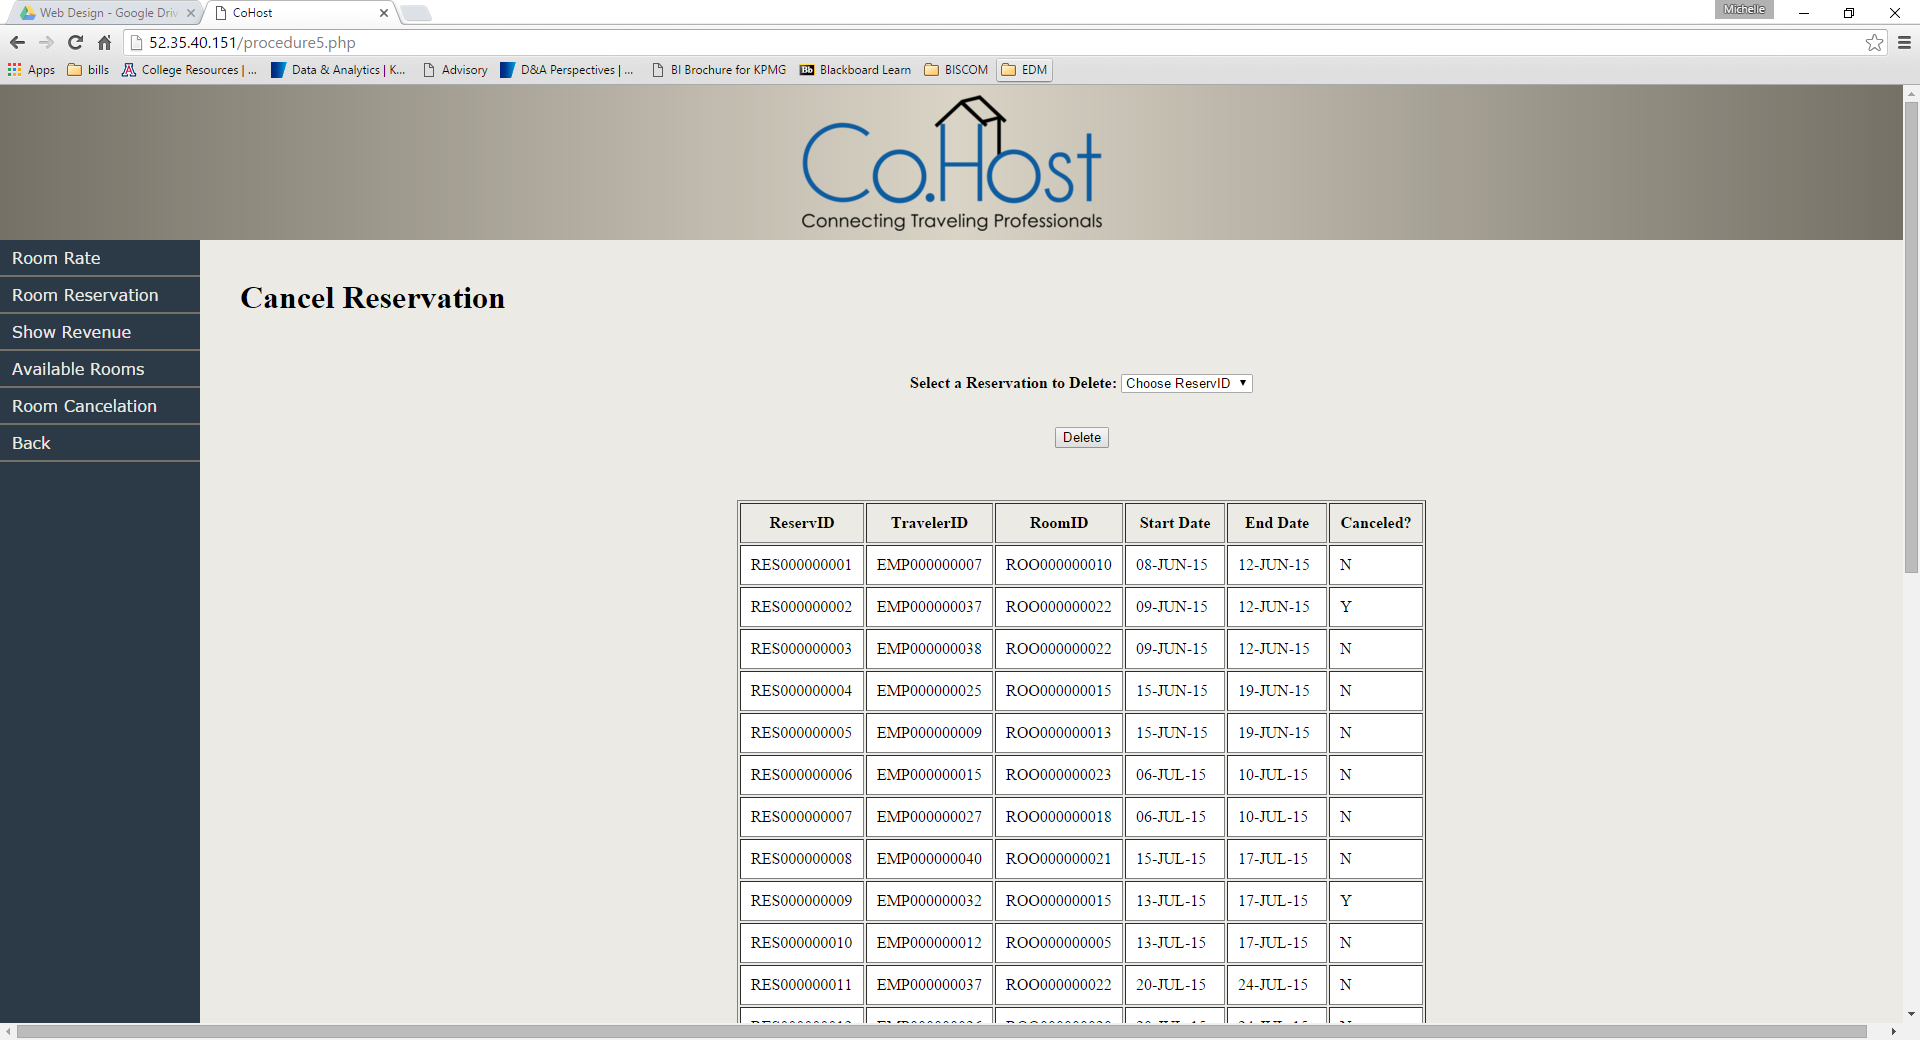 Web Design - Google Driv
CoHost
Michelle
52.35.40.151/procedure5.php
Apps bills College Resources | ... Data & Analytics | K... Advisory D&A Perspectives | ... BI Brochure for KPMG Bb Blackboard Learn BISCOM EDM
Co.Host
Connecting Traveling Professionals
Room Rate
Room Reservation
Show Revenue
Available Rooms
Room Cancelation
Back
Cancel Reservation
Select a Reservation to Delete: Choose ReservID
Delete
ReservID TravelerID RoomID Start Date End Date Canceled?
RES000000001 EMP000000007 ROO000000010 08-JUN-15 12-JUN-15 N
RES000000002 EMP000000037 ROO000000022 09-JUN-15 12-JUN-15 Y
RES000000003 EMP000000038 ROO000000022 09-JUN-15 12-JUN-15 N
RES000000004 EMP000000025 ROO000000015 15-JUN-15 19-JUN-15 N
RES000000005 EMP000000009 ROO000000013 15-JUN-15 19-JUN-15 N
RES000000006 EMP000000015 ROO000000023 06-JUL-15 10-JUL-15 N
RES000000007 EMP000000027 ROO000000018 06-JUL-15 10-JUL-15 N
RES000000008 EMP000000040 ROO000000021 15-JUL-15 17-JUL-15 N
RES000000009 EMP000000032 ROO000000015 13-JUL-15 17-JUL-15 Y
RES000000010 EMP000000012 ROO000000005 13-JUL-15 17-JUL-15 N
RES000000011 EMP000000037 ROO000000022 20-JUL-15 24-JUL-15 N